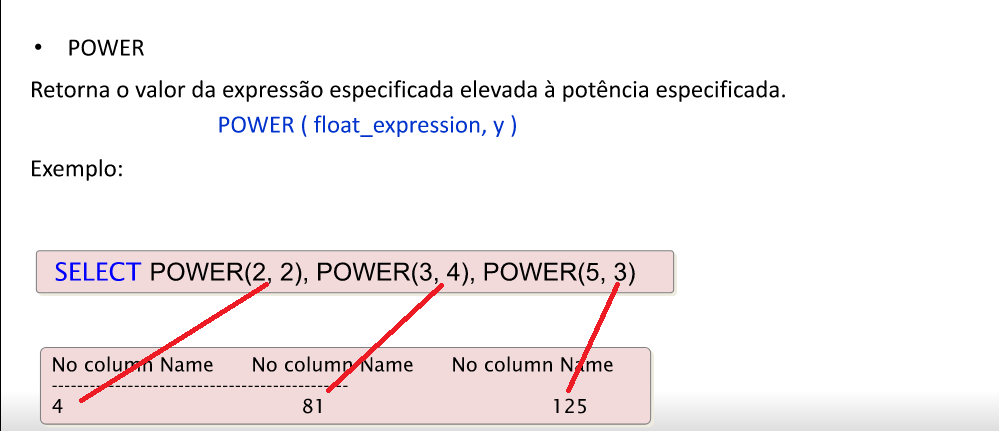 • POWER
Retorna o valor da expressão especificada elevada à potência especificada.
POWER ( float_expression, y )
Exemplo:
SELECT POWER(2, 2), POWER(3, 4), POWER(5, 3)
No column Name No column Name No column Name
-----------------------------------------------
4 81 125